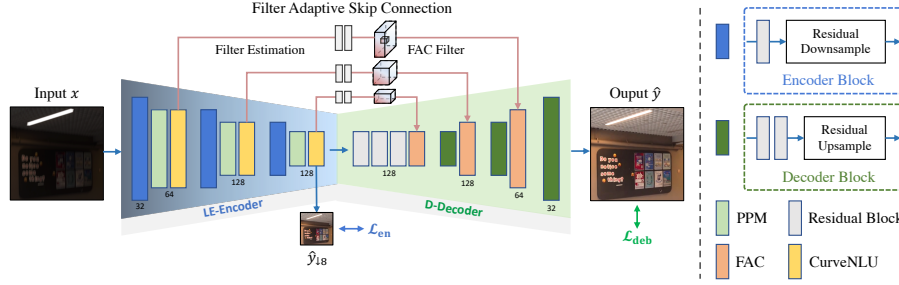 Filter Adaptive Skip Connection
Filter Estimation
FAC Filter
Input x
Ouput ŷ
64
128
128
128
128
64
32
32
LE-Encoder
D-Decoder
ŷ↓8
ℒen
ℒdeb
Residual
Downsample
Encoder Block
Residual
Upsample
Decoder Block
PPM
Residual Block
FAC
CurveNLU